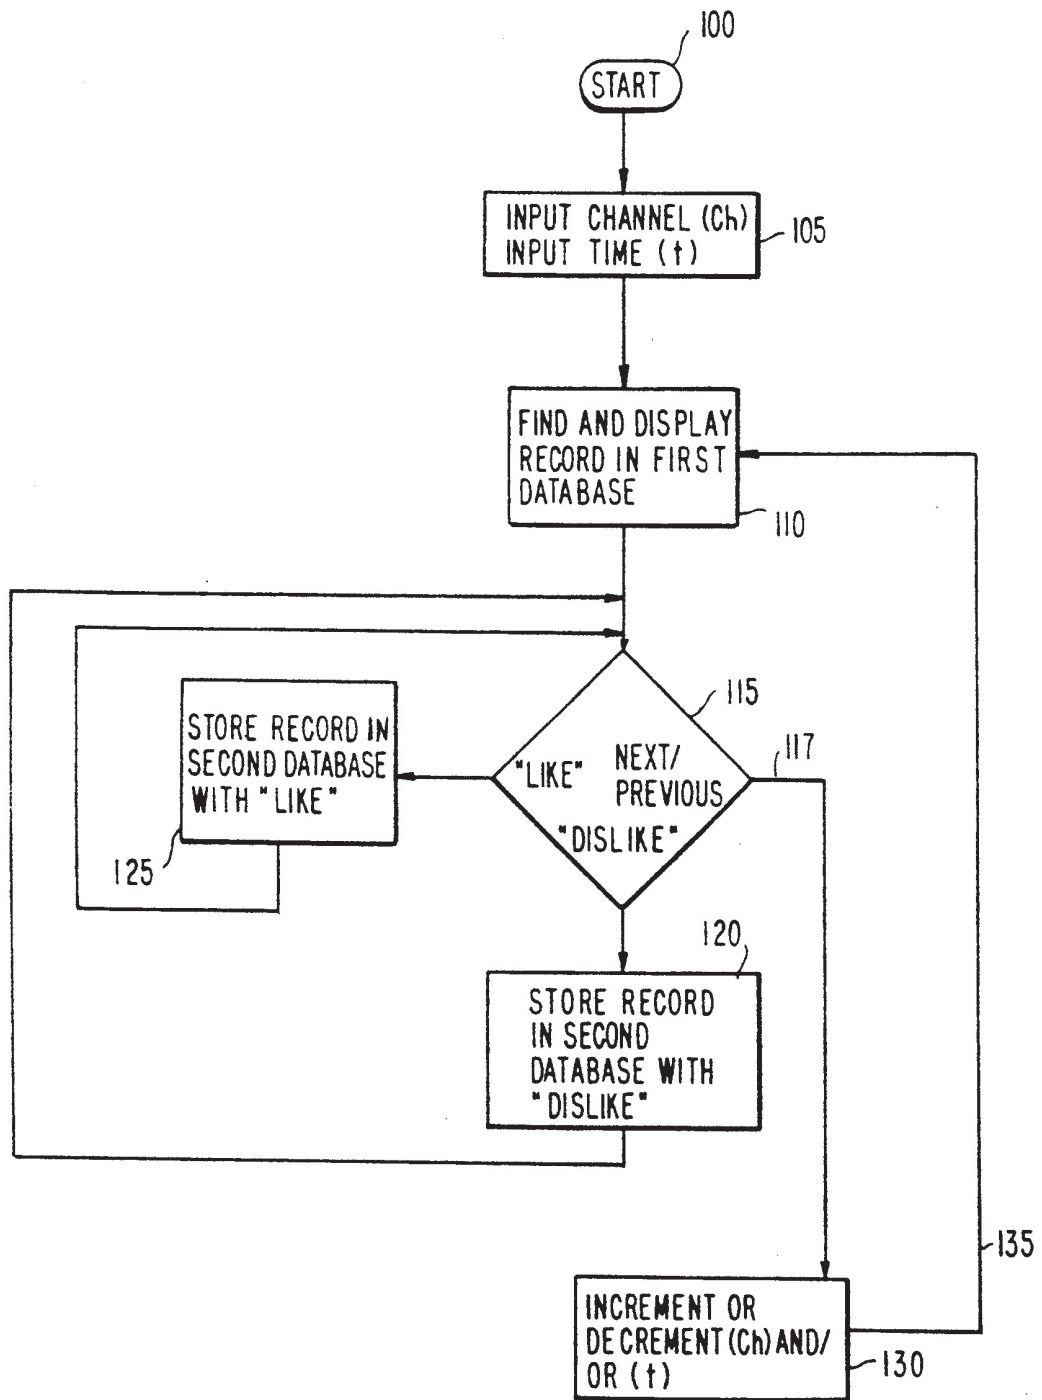 100
START
INPUT CHANNEL (Ch)
INPUT TIME (t)
105
FIND AND DISPLAY
RECORD IN FIRST
DATABASE
110
115
117
"LIKE"
NEXT/
PREVIOUS
"DISLIKE"
STORE RECORD IN
SECOND DATABASE
WITH "LIKE"
125
120
STORE RECORD
IN SECOND
DATABASE WITH
"DISLIKE"
135
INCREMENT OR
DECREMENT (Ch) AND/
OR (t)
130